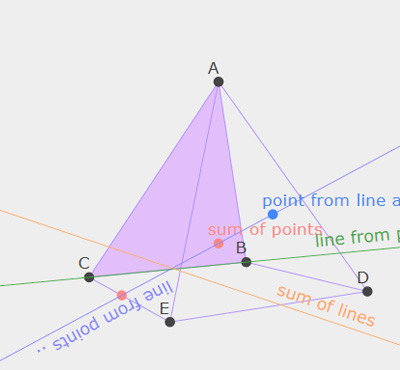 A
point from line a
sum of points
line from p
B
C
D
sum of lines
E
line from points ..